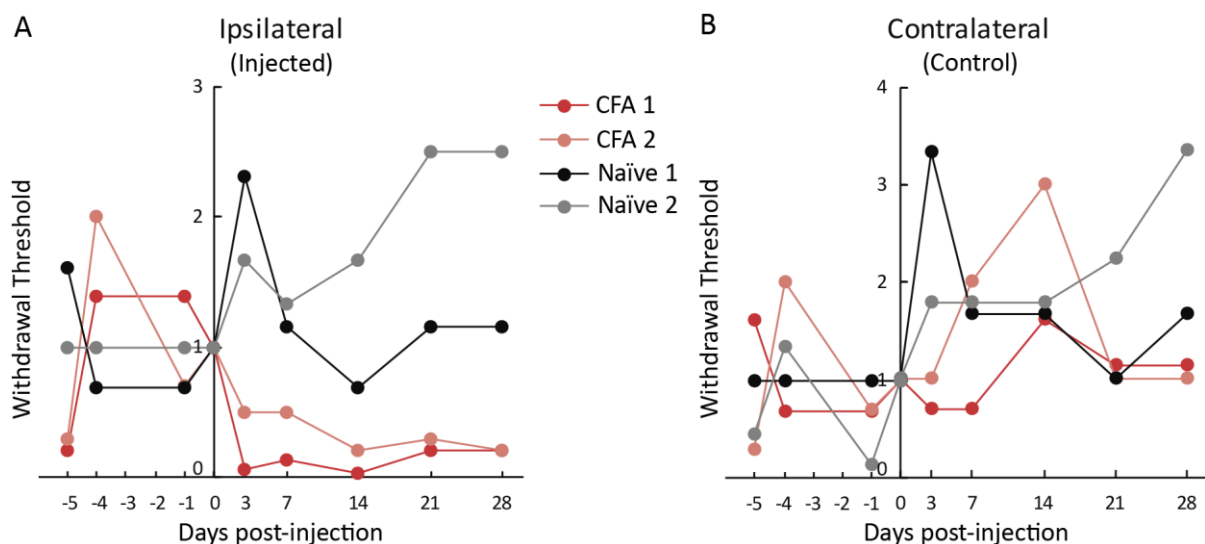 A
Ipsilateral
(Injected)
Withdrawal Threshold
3
2
1
0
-5 -4 -3 -2 -1 0 3 7 14 21 28
Days post-injection
CFA 1
CFA 2
Naïve 1
Naïve 2
B
Contralateral
(Control)
Withdrawal Threshold
4
3
2
1
0
-5 -4 -3 -2 -1 0 3 7 14 21 28
Days post-injection